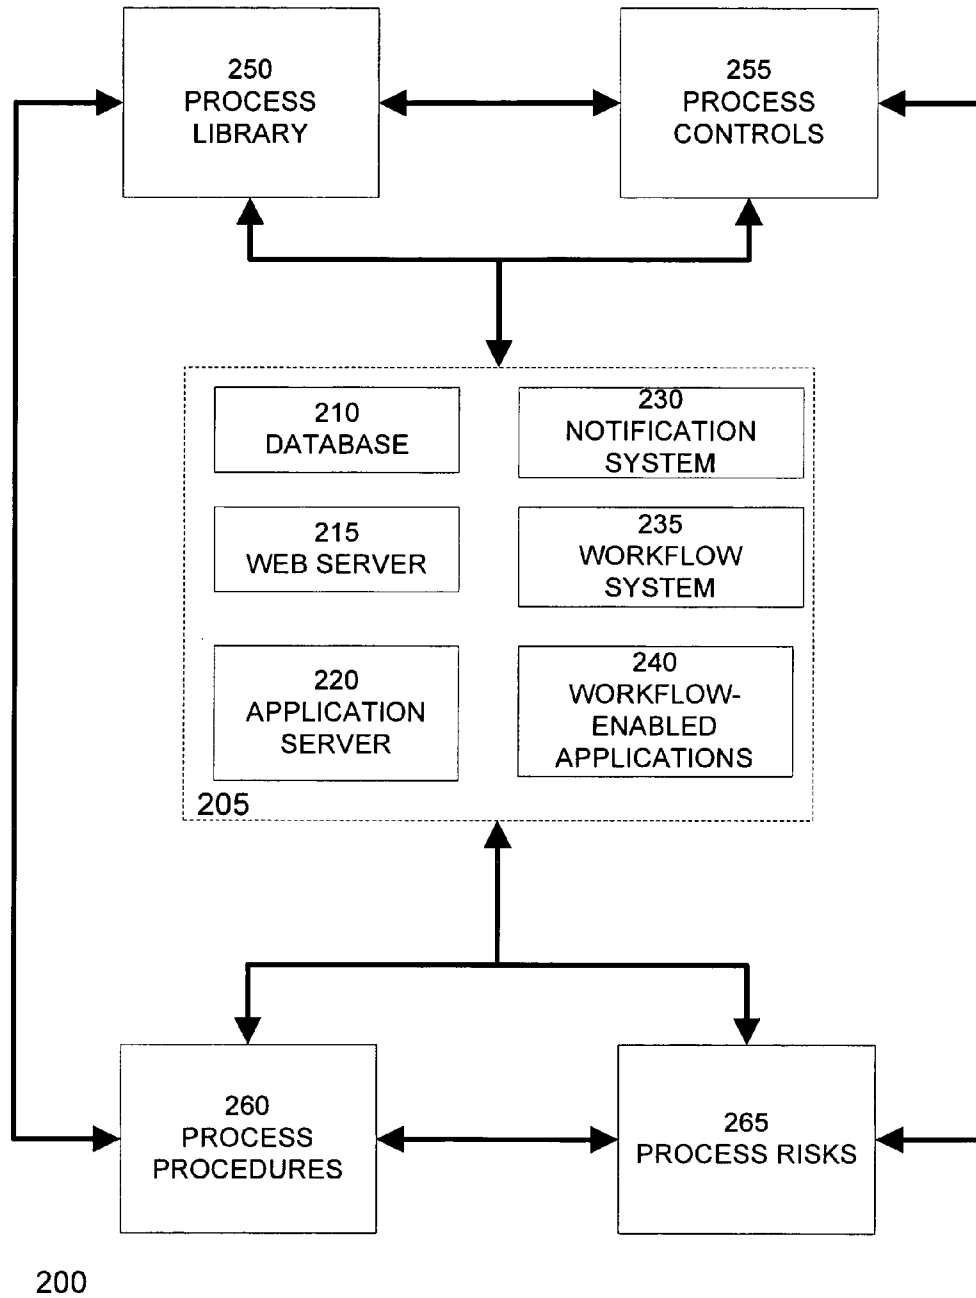 250
PROCESS
LIBRARY
255
PROCESS
CONTROLS
210
DATABASE
230
NOTIFICATION
SYSTEM
215
WEB SERVER
235
WORKFLOW
SYSTEM
220
APPLICATION
SERVER
240
WORKFLOW-
ENABLED
APPLICATIONS
205
260
PROCESS
PROCEDURES
265
PROCESS RISKS
200